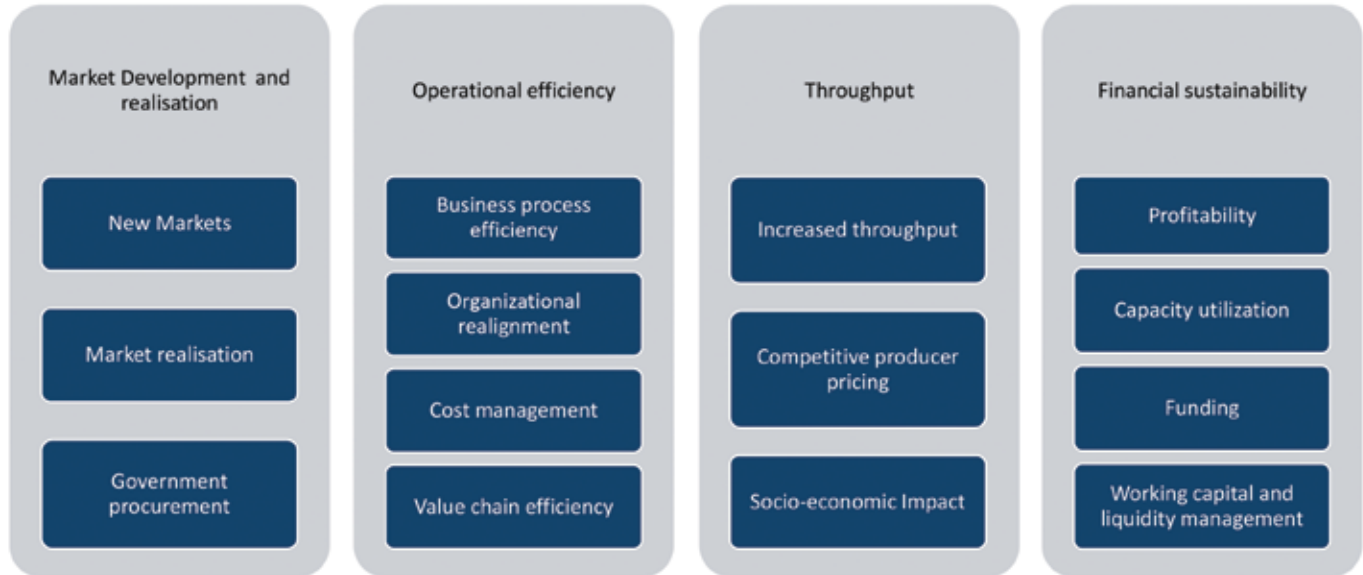 Market Development and
realisation
New Markets
Market realisation
Government
procurement
Operational efficiency
Business process
efficiency
Organizational
realignment
Cost management
Value chain efficiency
Throughput
Increased throughput
Competitive producer
pricing
Socio-economic Impact
Financial sustainability
Profitability
Capacity utilization
Funding
Working capital and
liquidity management